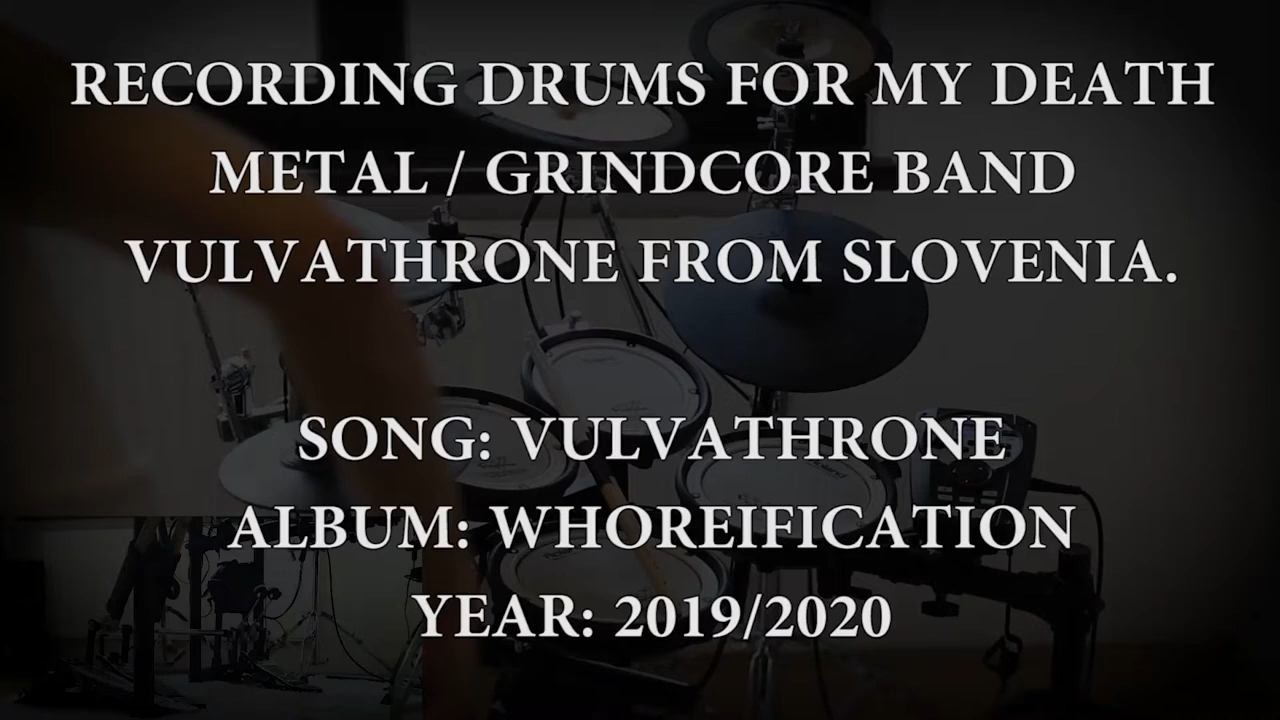 RECORDING DRUMS FOR MY DEATH
METAL / GRINDCORE BAND
VULVATHRONE FROM SLOVENIA.
SONG: VULVATHRONE
ALBUM: WHOREIFICATION
YEAR: 2019/2020